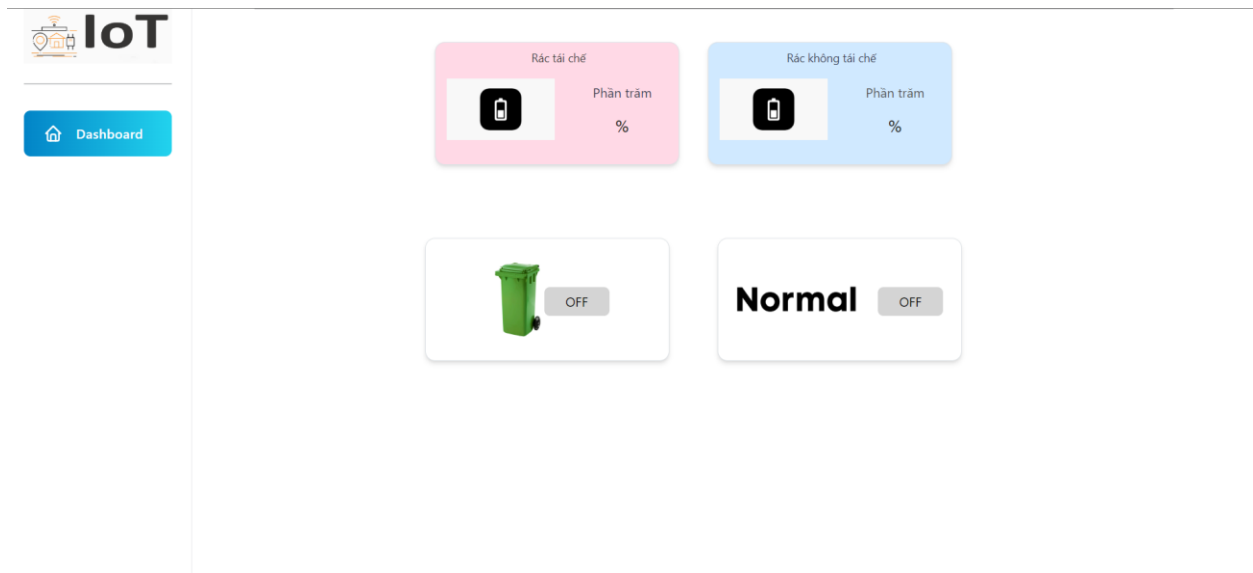 IoT
Dashboard
Rác tái chế
Phần trăm
%
Rác không tái chế
Phần trăm
%
OFF
Normal
OFF